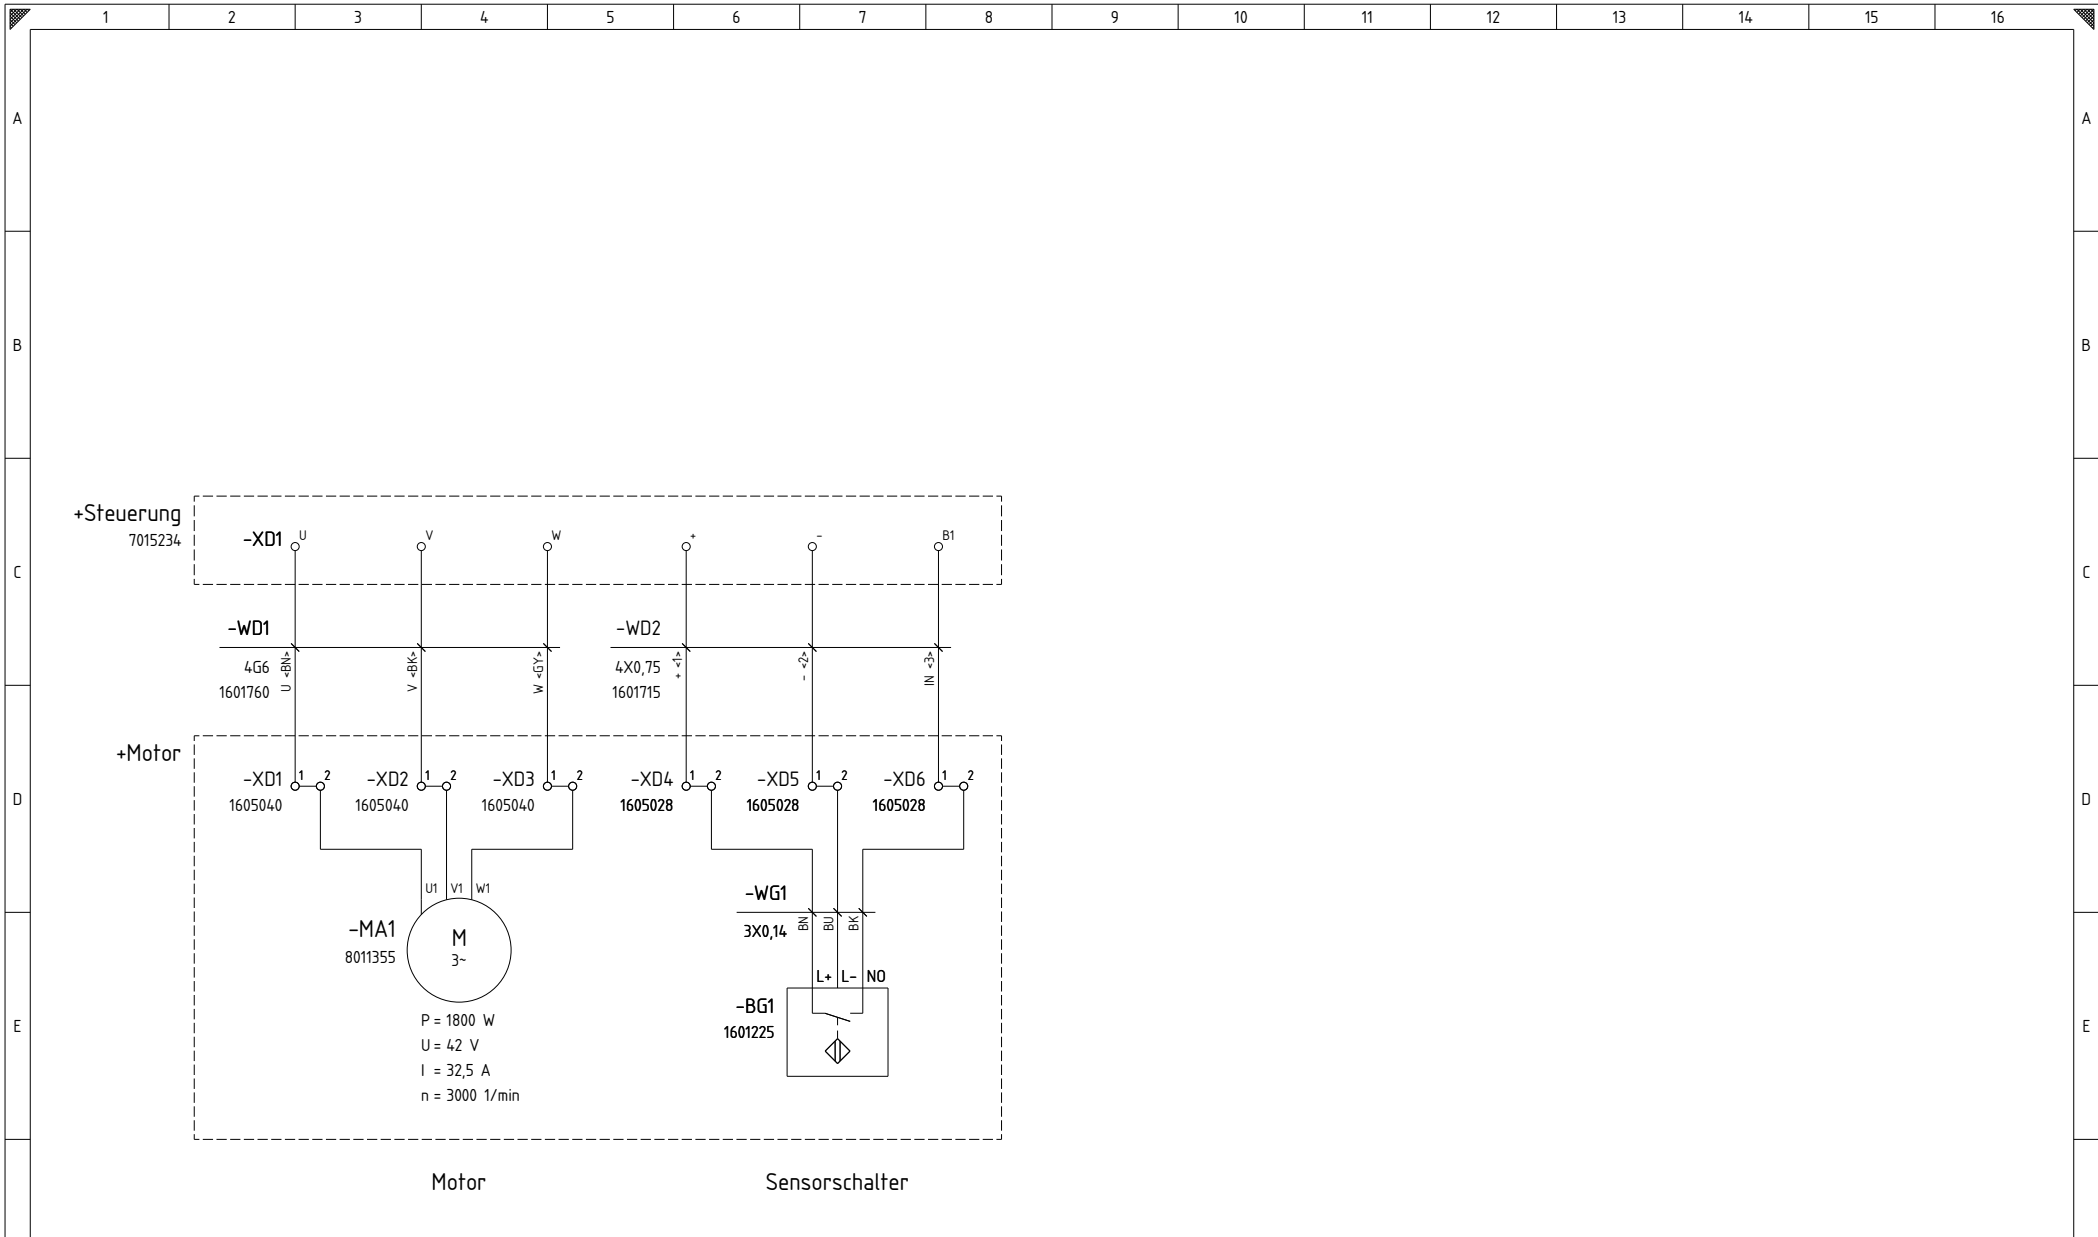 1 2 3 4 5 6 7 8 9 10 11 12 13 14 15 16
A A
B B
+Steuerung
7015234
-XD1 U V W + - B1
C C
-WD1 -WD2
4G6 U <BN> V <BK> W <GY> 4X0,75 + <1> - <2> IN <3>
1601760 1601715
+Motor
-XD1 1 2 -XD2 1 2 -XD3 1 2 -XD4 1 2 -XD5 1 2 -XD6 1 2
1605040 1605040 1605040 1605028 1605028 1605028
D D
U1 V1 W1 -WG1
-MA1 M 3X0,14 BN BU BK
8011355 3~
L+ L- NO
-BG1
1601225
P = 1800 W
E E
U = 42 V
I = 32,5 A
n = 3000 1/min
Motor Sensorschalter